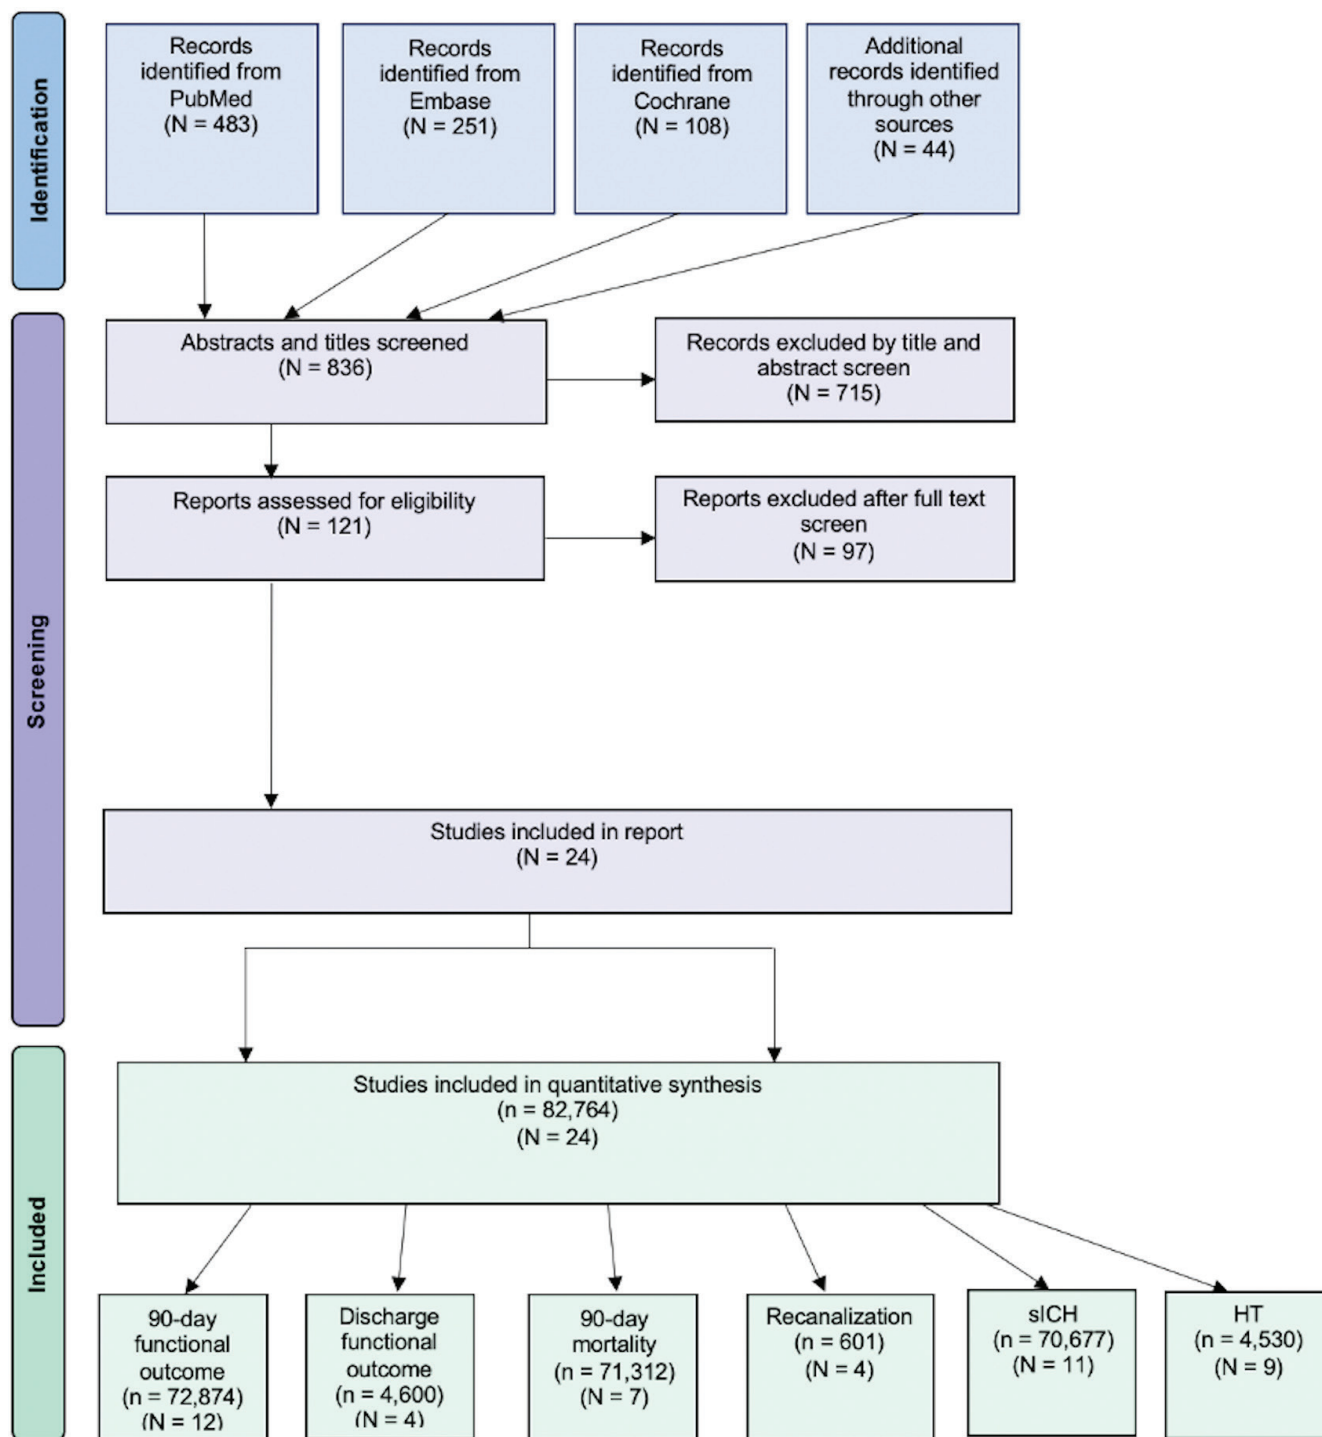 Identification
Records
identified from
PubMed
(N = 483)
Records
identified from
Embase
(N = 251)
Records
identified from
Cochrane
(N = 108)
Additional
records identified
through other
sources
(N = 44)
Screening
Abstracts and titles screened
(N = 836)
Records excluded by title and
abstract screen
(N = 715)
Reports assessed for eligibility
(N = 121)
Reports excluded after full text
screen
(N = 97)
Studies included in report
(N = 24)
Included
Studies included in quantitative synthesis
(n = 82,764)
(N = 24)
90-day
functional
outcome
(n = 72,874)
(N = 12)
Discharge
functional
outcome
(n = 4,600)
(N = 4)
90-day
mortality
(n = 71,312)
(N = 7)
Recanalization
(n = 601)
(N = 4)
sICH
(n = 70,677)
(N = 11)
HT
(n = 4,530)
(N = 9)